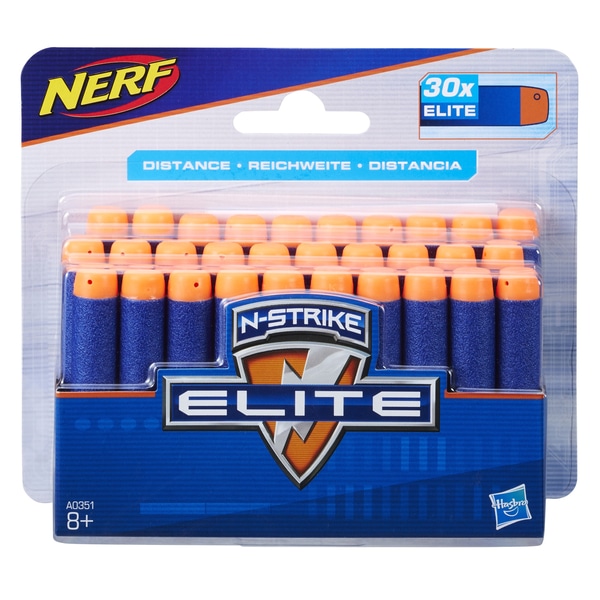 NERF
30x
ELITE
DISTANCE • REICHWEITE • DISTANCIA
N-STRIKE
ELITE
A0351
8+
Hasbro